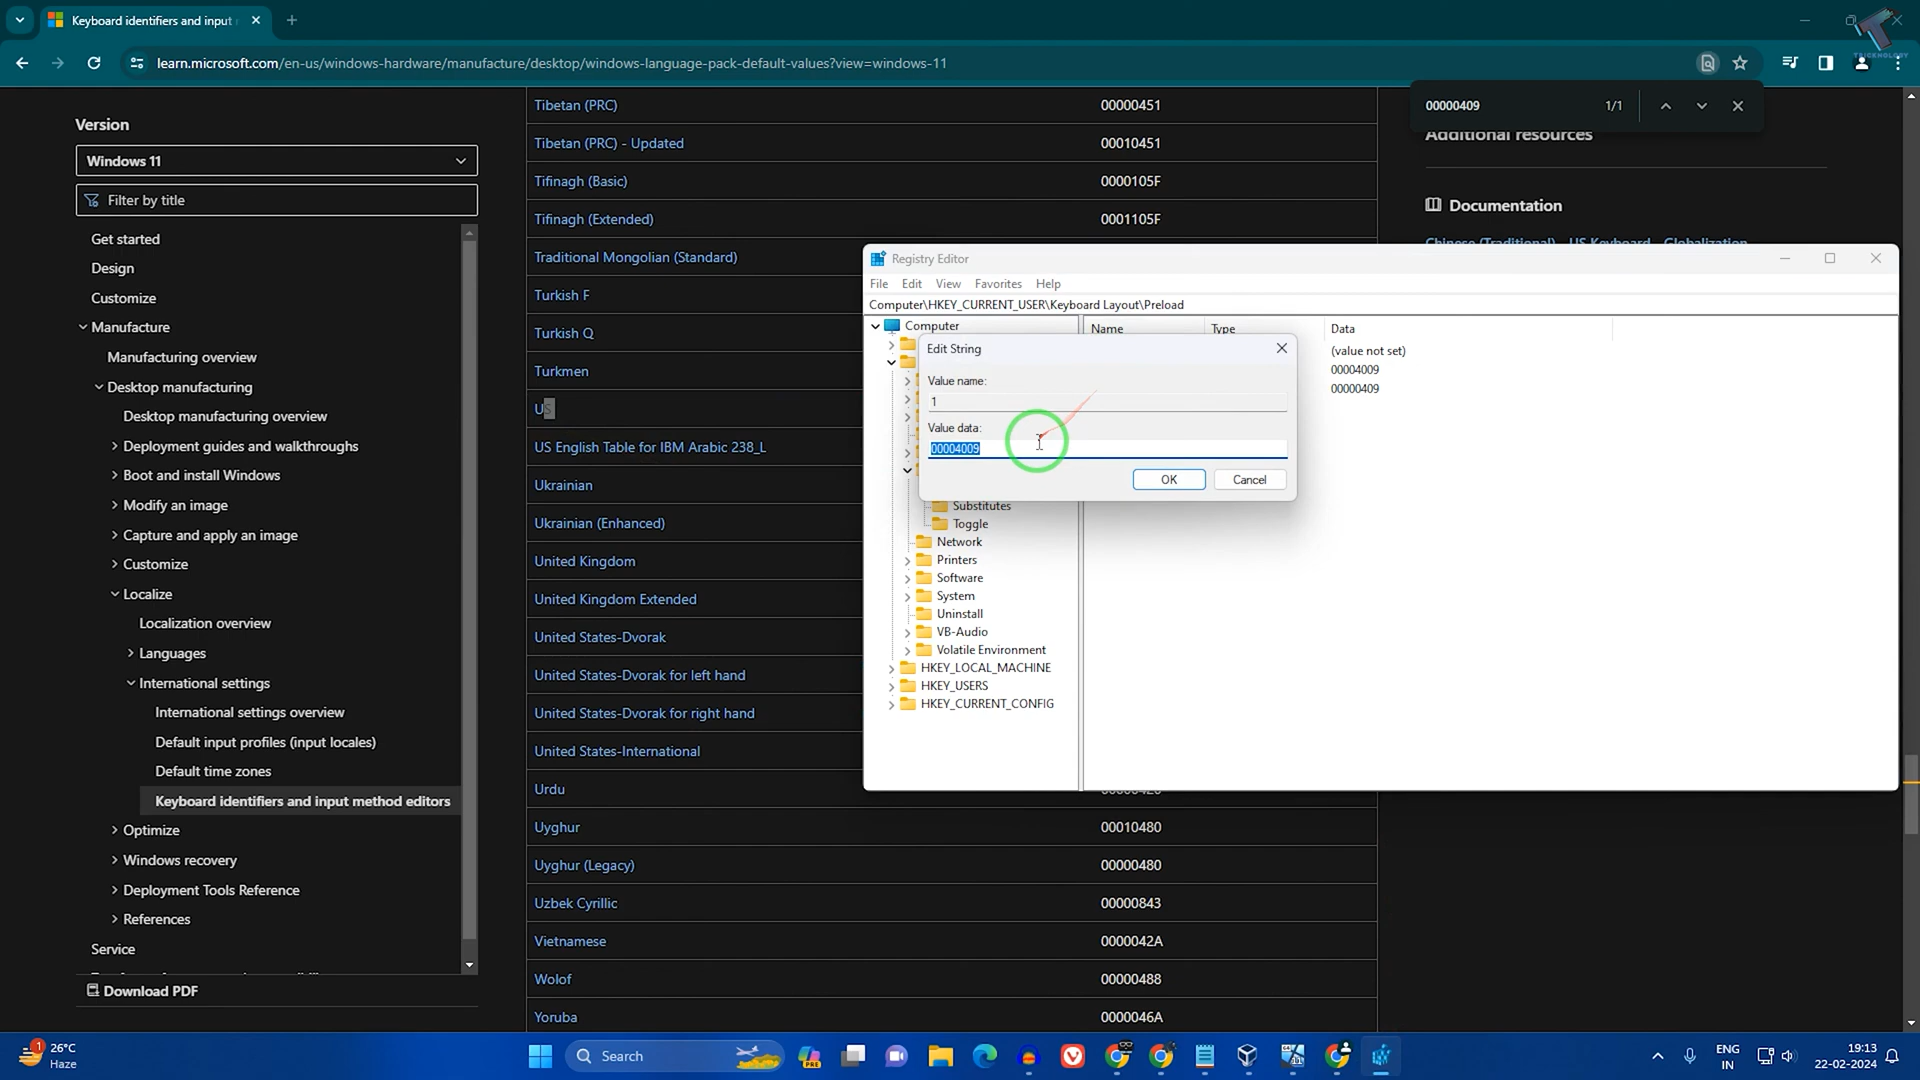 Keyboard identifiers and input
learn.microsoft.com/en-us/windows-hardware/manufacture/desktop/windows-language-pack-default-values?view=windows-11
TRICKNOLOGY
00000409
1/1
Version
Windows 11
Filter by title
Get started
Design
Customize
Manufacture
Manufacturing overview
Desktop manufacturing
Desktop manufacturing overview
Deployment guides and walkthroughs
Boot and install Windows
Modify an image
Capture and apply an image
Customize
Localize
Localization overview
Languages
International settings
International settings overview
Default input profiles (input locales)
Default time zones
Keyboard identifiers and input method editors
Optimize
Windows recovery
Deployment Tools Reference
References
Service
Download PDF
Tibetan (PRC) 00000451
Tibetan (PRC) - Updated 00010451
Tifinagh (Basic) 0000105F
Tifinagh (Extended) 0001105F
Traditional Mongolian (Standard)
Turkish F
Turkish Q
Turkmen
US
US English Table for IBM Arabic 238_L
Ukrainian
Ukrainian (Enhanced)
United Kingdom
United Kingdom Extended
United States-Dvorak
United States-Dvorak for left hand
United States-Dvorak for right hand
United States-International
Urdu
Uyghur 00010480
Uyghur (Legacy) 00000480
Uzbek Cyrillic 00000843
Vietnamese 0000042A
Wolof 00000488
Yoruba 0000046A
Additional resources
Documentation
Chinese (Traditional) - US Keyboard - Globalization
Registry Editor
File Edit View Favorites Help
Computer\HKEY_CURRENT_USER\Keyboard Layout\Preload
Computer
Name Type Data
(value not set)
00004009
00000409
Edit String
Value name:
1
Value data:
00004009
OK Cancel
Substitutes
Toggle
Network
Printers
Software
System
Uninstall
VB-Audio
Volatile Environment
HKEY_LOCAL_MACHINE
HKEY_USERS
HKEY_CURRENT_CONFIG
1
26°C
Haze
Search
PRE
ENG
IN
19:13
22-02-2024